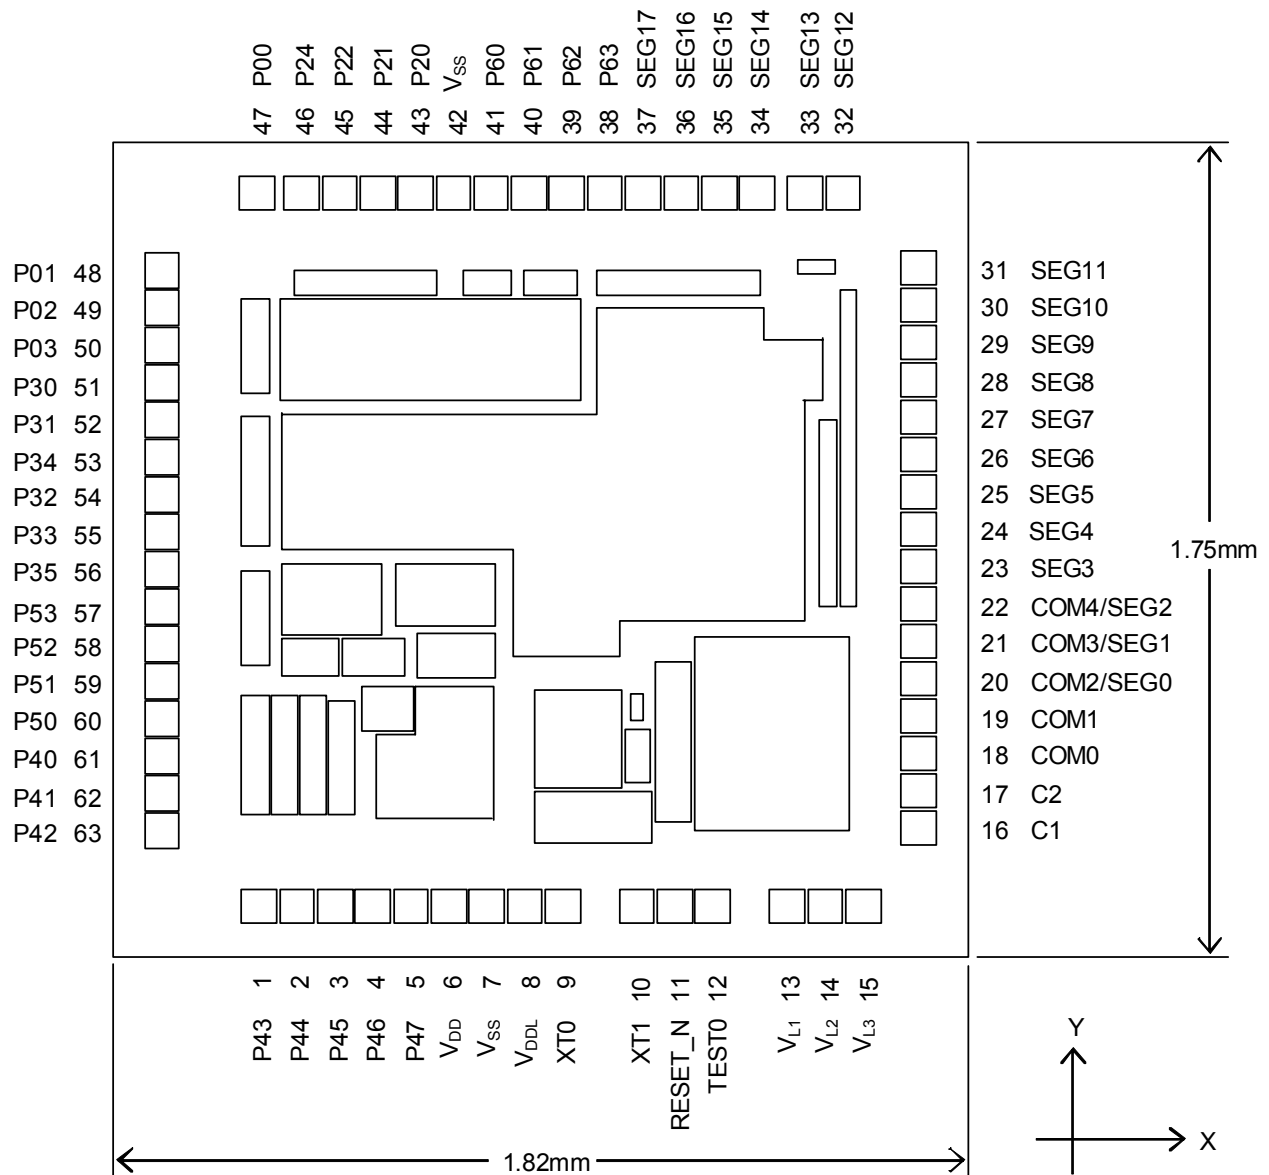 47 P00
46 P24
45 P22
44 P21
43 P20
42 VSS
41 P60
40 P61
39 P62
38 P63
37 SEG17
36 SEG16
35 SEG15
34 SEG14
33 SEG13
32 SEG12
P01 48
P02 49
P03 50
P30 51
P31 52
P34 53
P32 54
P33 55
P35 56
P53 57
P52 58
P51 59
P50 60
P40 61
P41 62
P42 63
31 SEG11
30 SEG10
29 SEG9
28 SEG8
27 SEG7
26 SEG6
25 SEG5
24 SEG4
23 SEG3
22 COM4/SEG2
21 COM3/SEG1
20 COM2/SEG0
19 COM1
18 COM0
17 C2
16 C1
1.75mm
P43 1
P44 2
P45 3
P46 4
P47 5
VDD 6
VSS 7
VDDL 8
XT0 9
XT1 10
RESET_N 11
TEST0 12
VL1 13
VL2 14
VL3 15
Y
X
1.82mm